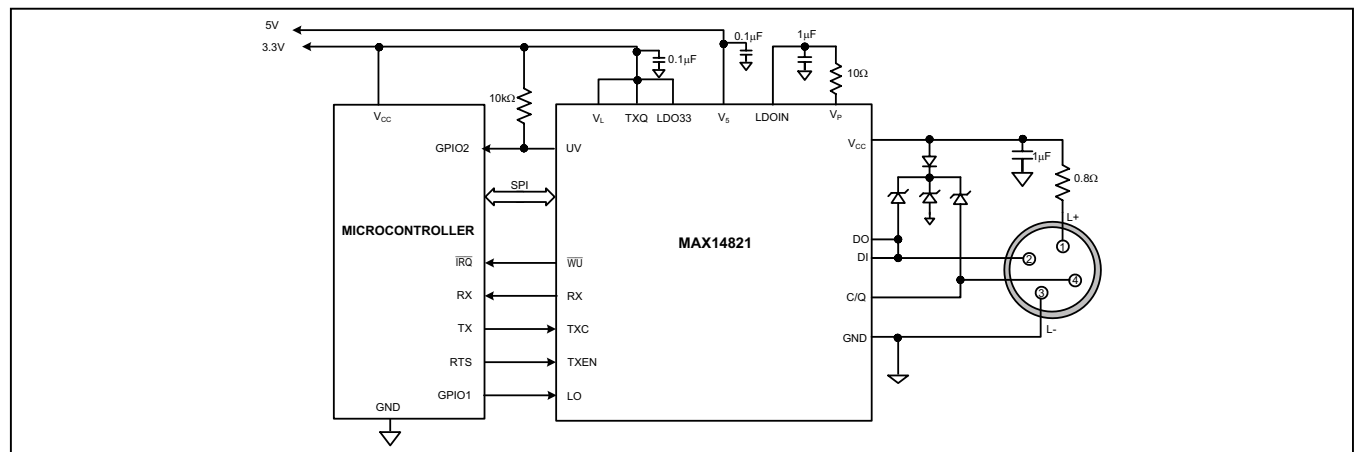 5V
3.3V
0.1µF
0.1µF
1µF
10Ω
10kΩ
VCC
VL
TXQ
LDO33
V5
LDOIN
VP
GPIO2
UV
VCC
1µF
0.8Ω
SPI
L+
MICROCONTROLLER
MAX14821
DO
DI
1
2
4
3
IRQ
WU
RX
RX
C/Q
L-
TX
TXC
GND
RTS
TXEN
GPIO1
LO
GND